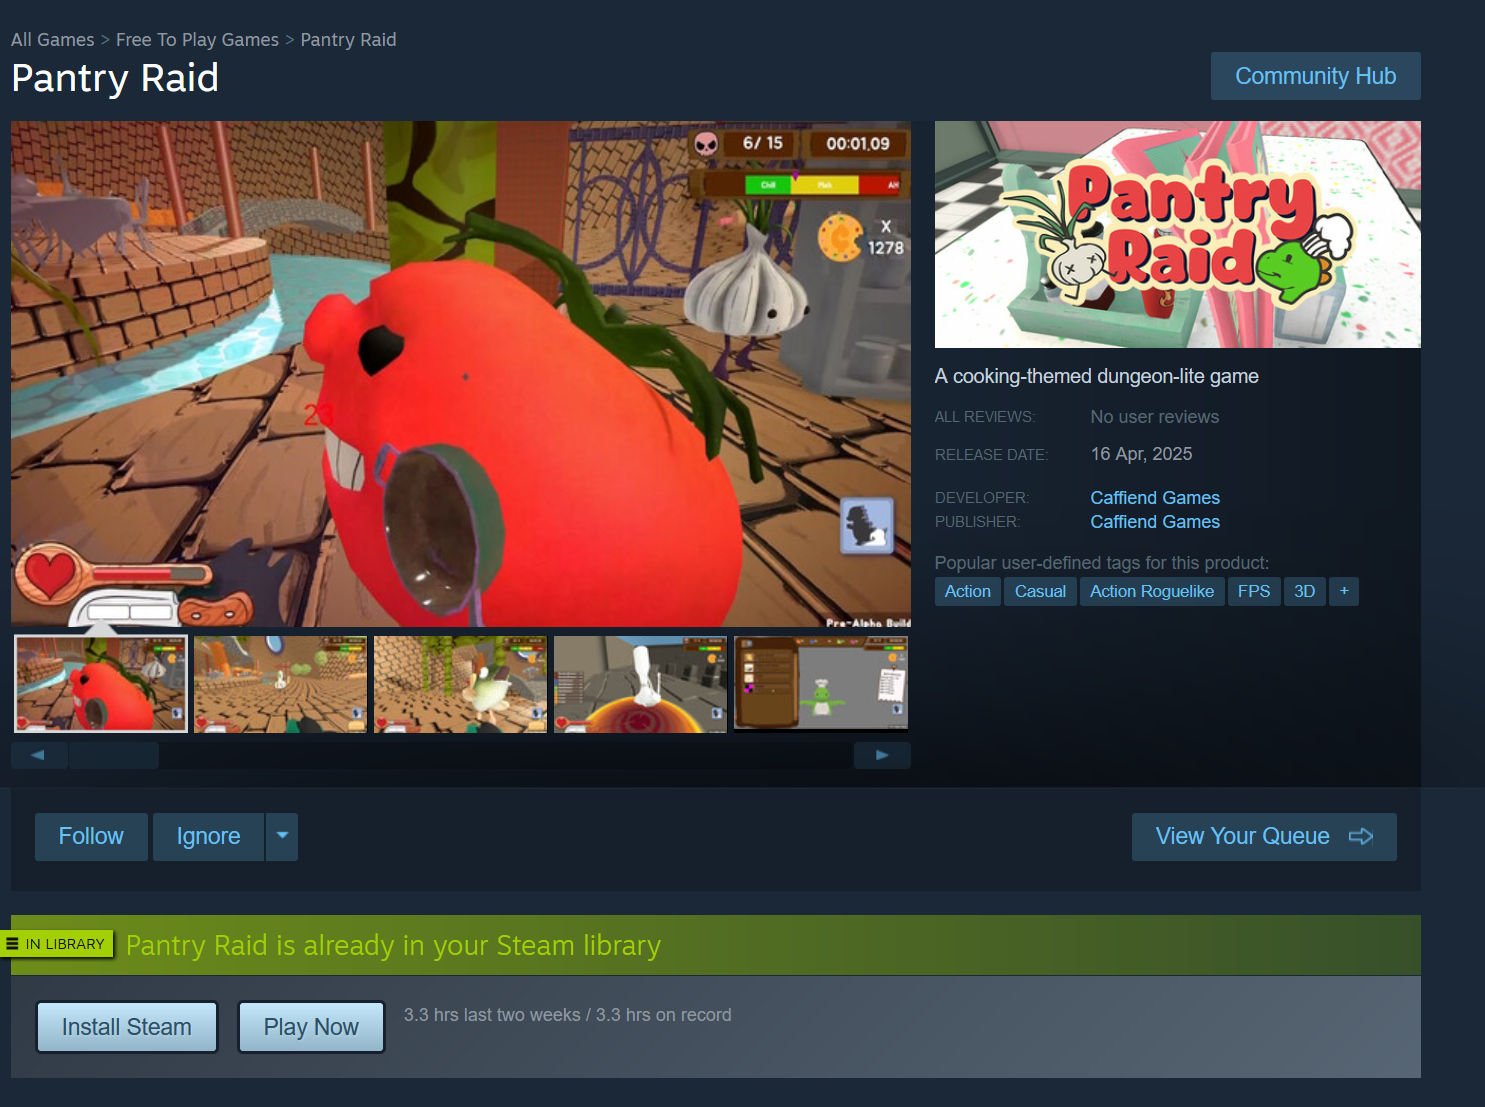 All Games > Free To Play Games > Pantry Raid
Pantry Raid
Community Hub
6/ 15
00:01.09
Chill
Meh
AH
X
1278
23
Pre-Alpha Build
Pantry
Raid
A cooking-themed dungeon-lite game
ALL REVIEWS: No user reviews
RELEASE DATE: 16 Apr, 2025
DEVELOPER: Caffiend Games
PUBLISHER: Caffiend Games
Popular user-defined tags for this product:
Action Casual Action Roguelike FPS 3D +
Follow Ignore
View Your Queue
IN LIBRARY
Pantry Raid is already in your Steam library
Install Steam Play Now 3.3 hrs last two weeks / 3.3 hrs on record